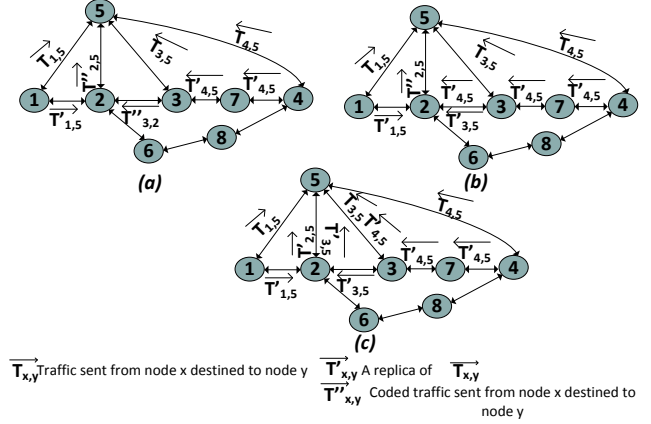 5
5
T1,5
T''2,5
T3,5
T4,5
T1,5
T''2,5
T3,5
T4,5
1
2
3
7
4
T'1,5
T''3,2
T'4,5
T'4,5
1
2
3
7
4
T'1,5
T'4,5
T'3,5
T'4,5
T'4,5
6
8
6
8
(a)
(b)
5
T1,5
T'2,5
T'3,5
T3,5
T'4,5
T4,5
1
2
3
7
4
T'1,5
T'3,5
T'4,5
T'4,5
6
8
(c)
Tx,y Traffic sent from node x destined to node y T'x,y A replica of Tx,y
T''x,y Coded traffic sent from node x destined to
node y